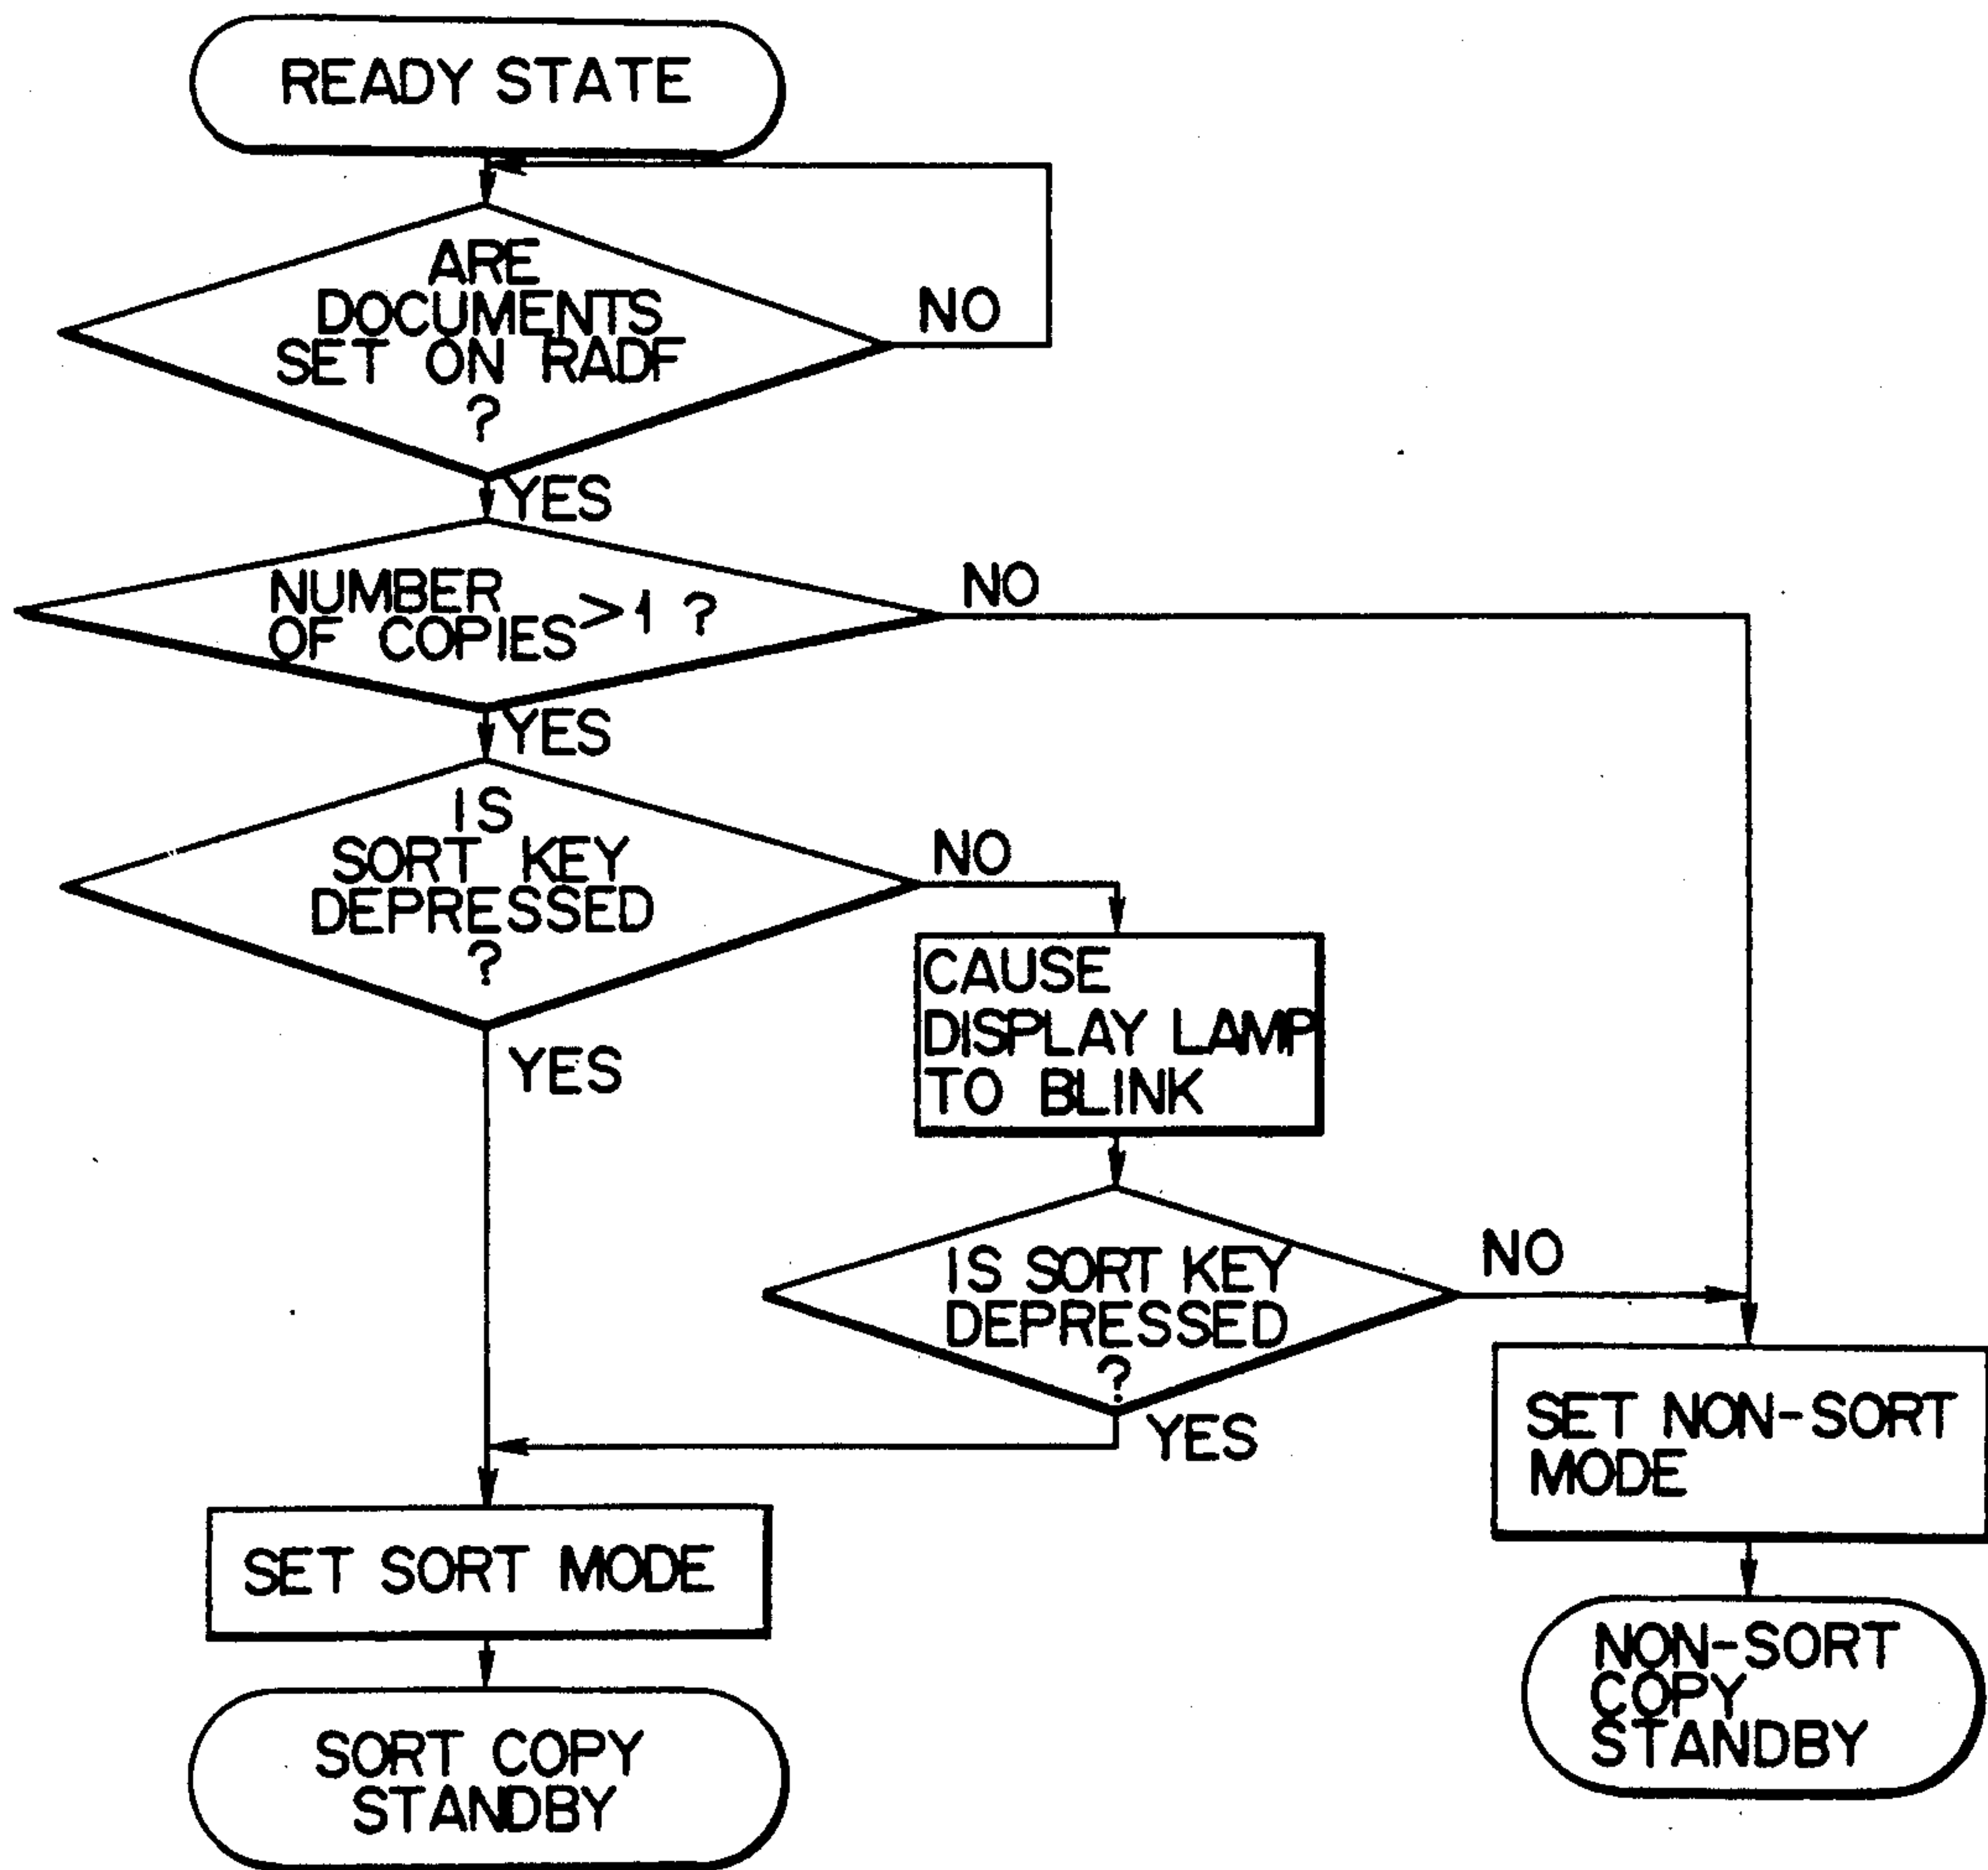 READY STATE
ARE
DOCUMENTS
SET ON RADF
?
NO
YES
NUMBER
OF COPIES >1 ?
NO
YES
IS
SORT KEY
DEPRESSED
?
NO
YES
CAUSE
DISPLAY LAMP
TO BLINK
IS SORT KEY
DEPRESSED
?
NO
YES
SET NON-SORT
MODE
SET SORT MODE
NON-SORT
COPY
STANDBY
SORT COPY
STANDBY